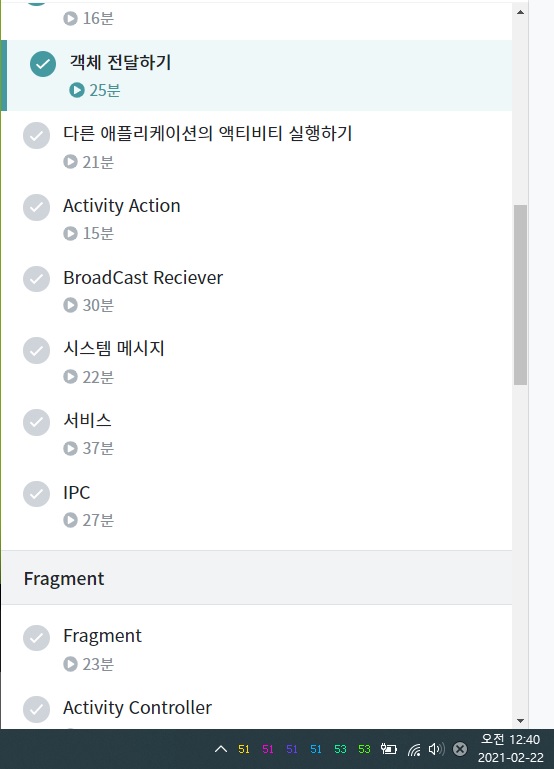 16분
객체 전달하기
25분
다른 애플리케이션의 액티비티 실행하기
21분
Activity Action
15분
BroadCast Reciever
30분
시스템 메시지
22분
서비스
37분
IPC
27분
Fragment
Fragment
23분
Activity Controller
51 51 51 51 53 53
오전 12:40
2021-02-22